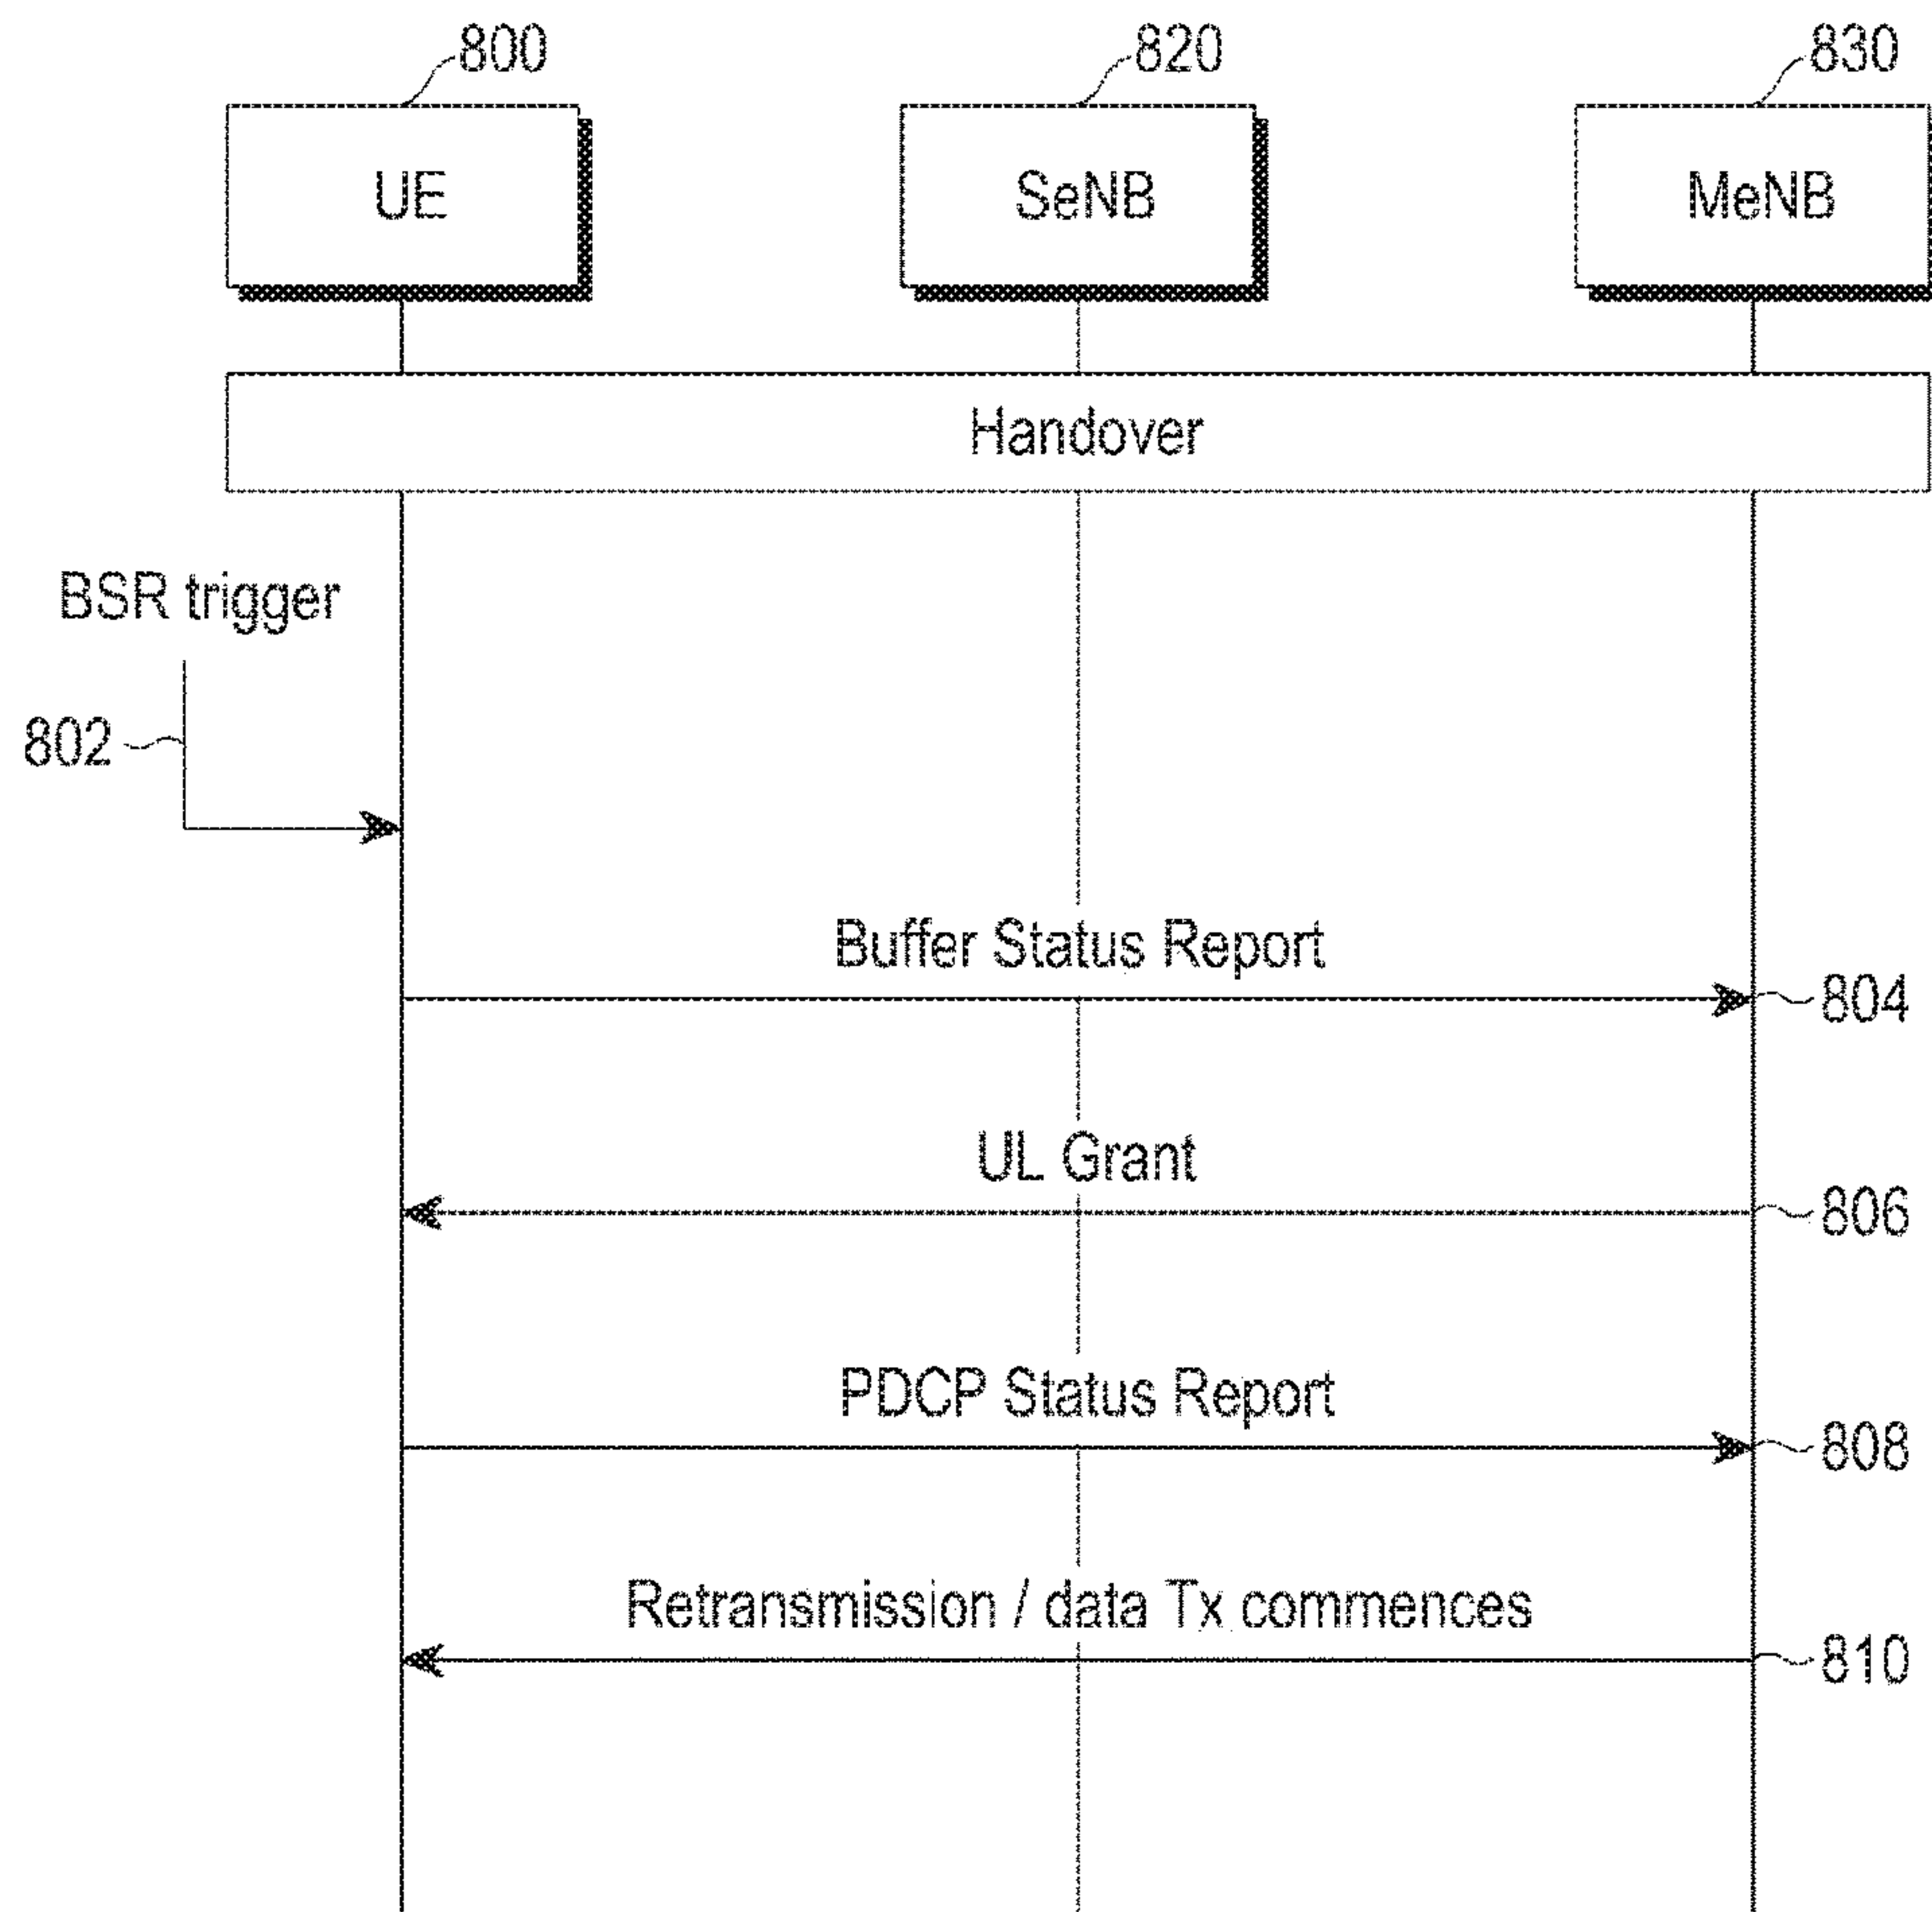 800
820
830
UE
SeNB
MeNB
Handover
BSR trigger
802
Buffer Status Report
804
UL Grant
806
PDCP Status Report
808
Retransmission / data Tx commences
810